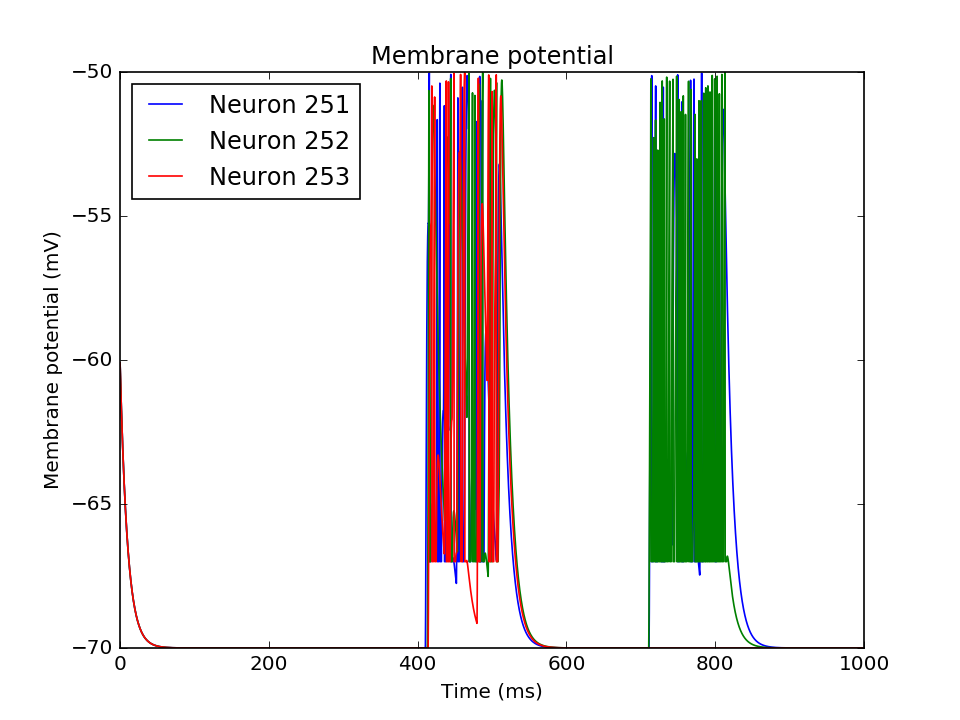 Membrane potential
−50
−55
−60
−65
−70
Membrane potential (mV)
Neuron 251
Neuron 252
Neuron 253
0
200
400
600
800
1000
Time (ms)